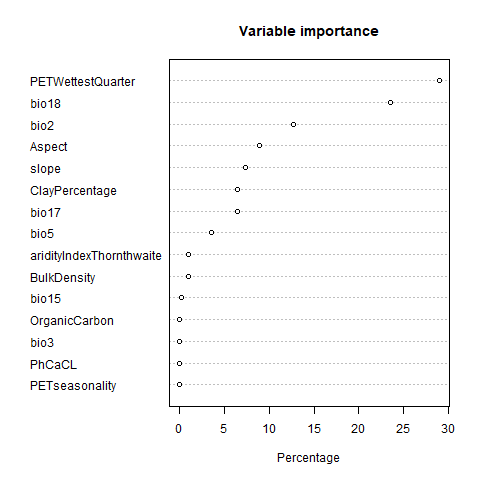 Variable importance
PETWettestQuarter
bio18
bio2
Aspect
slope
ClayPercentage
bio17
bio5
aridityIndexThornthwaite
BulkDensity
bio15
OrganicCarbon
bio3
PhCaCL
PETseasonality
0 5 10 15 20 25 30
Percentage